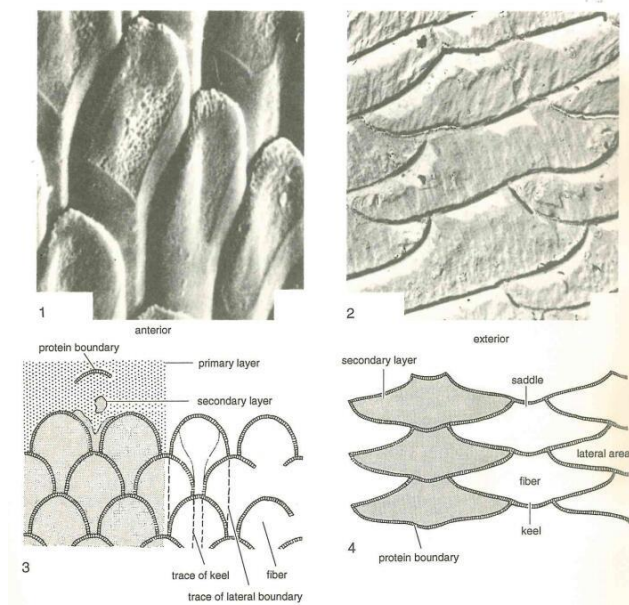 1
2
anterior
exterior
protein boundary
primary layer
secondary layer
trace of keel
fiber
trace of lateral boundary
3
secondary layer
saddle
lateral area
fiber
keel
protein boundary
4